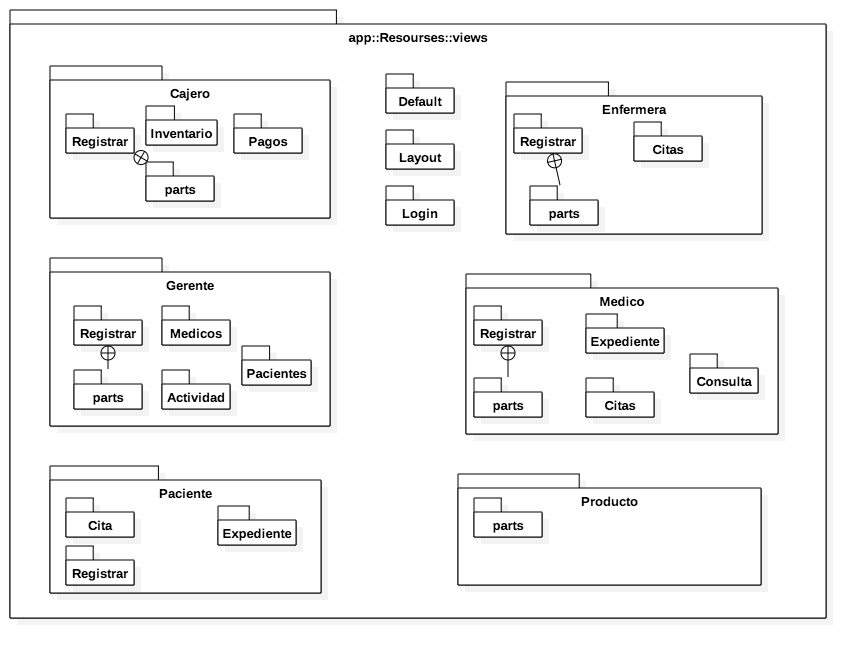 app::Resourses::views
Cajero
Registrar
Inventario
Pagos
parts
Default
Layout
Login
Enfermera
Registrar
Citas
parts
Gerente
Registrar
Medicos
Pacientes
parts
Actividad
Medico
Registrar
Expediente
Consulta
parts
Citas
Paciente
Cita
Expediente
Registrar
Producto
parts